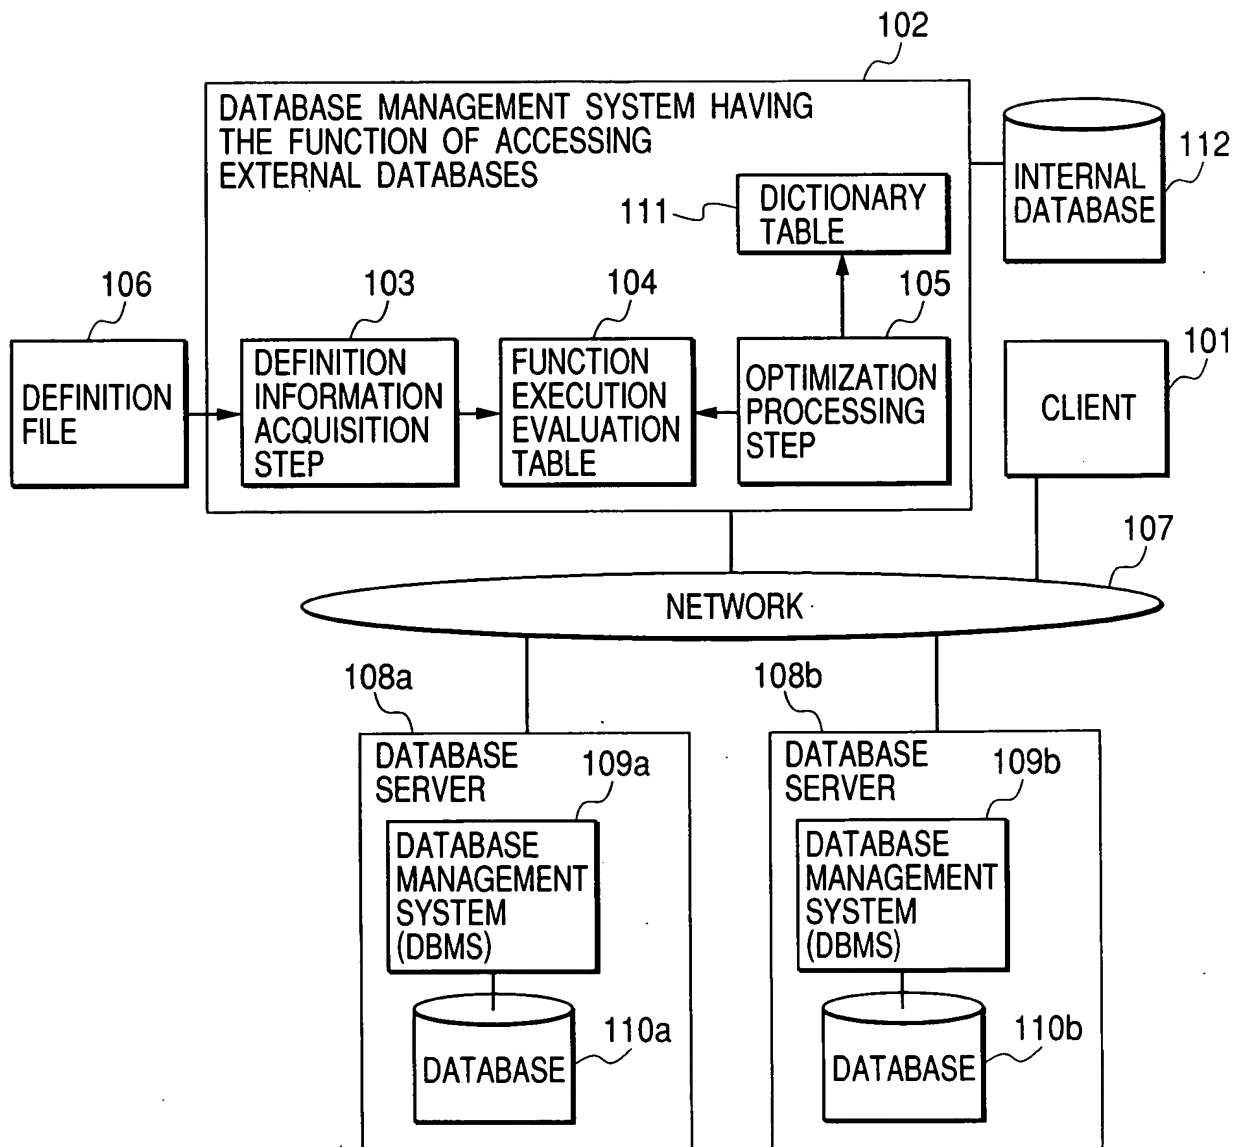 102
DATABASE MANAGEMENT SYSTEM HAVING
THE FUNCTION OF ACCESSING
EXTERNAL DATABASES
112
INTERNAL
DATABASE
111
DICTIONARY
TABLE
106
103
104
105
101
DEFINITION
FILE
DEFINITION
INFORMATION
ACQUISITION
STEP
FUNCTION
EXECUTION
EVALUATION
TABLE
OPTIMIZATION
PROCESSING
STEP
CLIENT
107
NETWORK
108a
DATABASE
SERVER
109a
DATABASE
MANAGEMENT
SYSTEM
(DBMS)
110a
DATABASE
108b
DATABASE
SERVER
109b
DATABASE
MANAGEMENT
SYSTEM
(DBMS)
110b
DATABASE